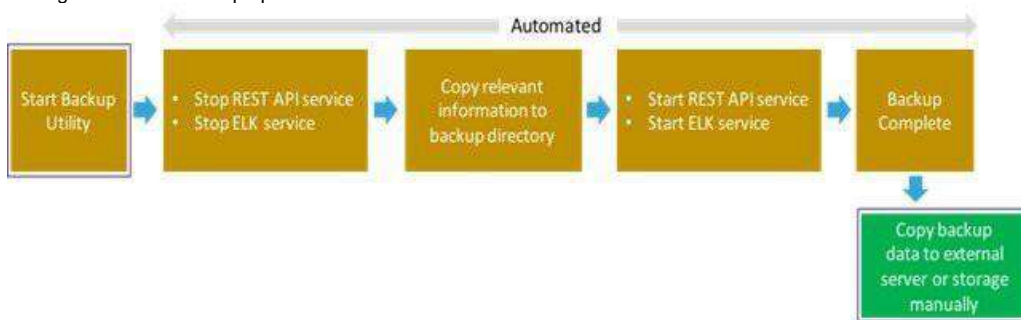 Automated
Start Backup
Utility
• Stop REST API service
• Stop ELK service
Copy relevant
information to
backup directory
• Start REST API service
• Start ELK service
Backup
Complete
Copy backup
data to external
server or storage
manually